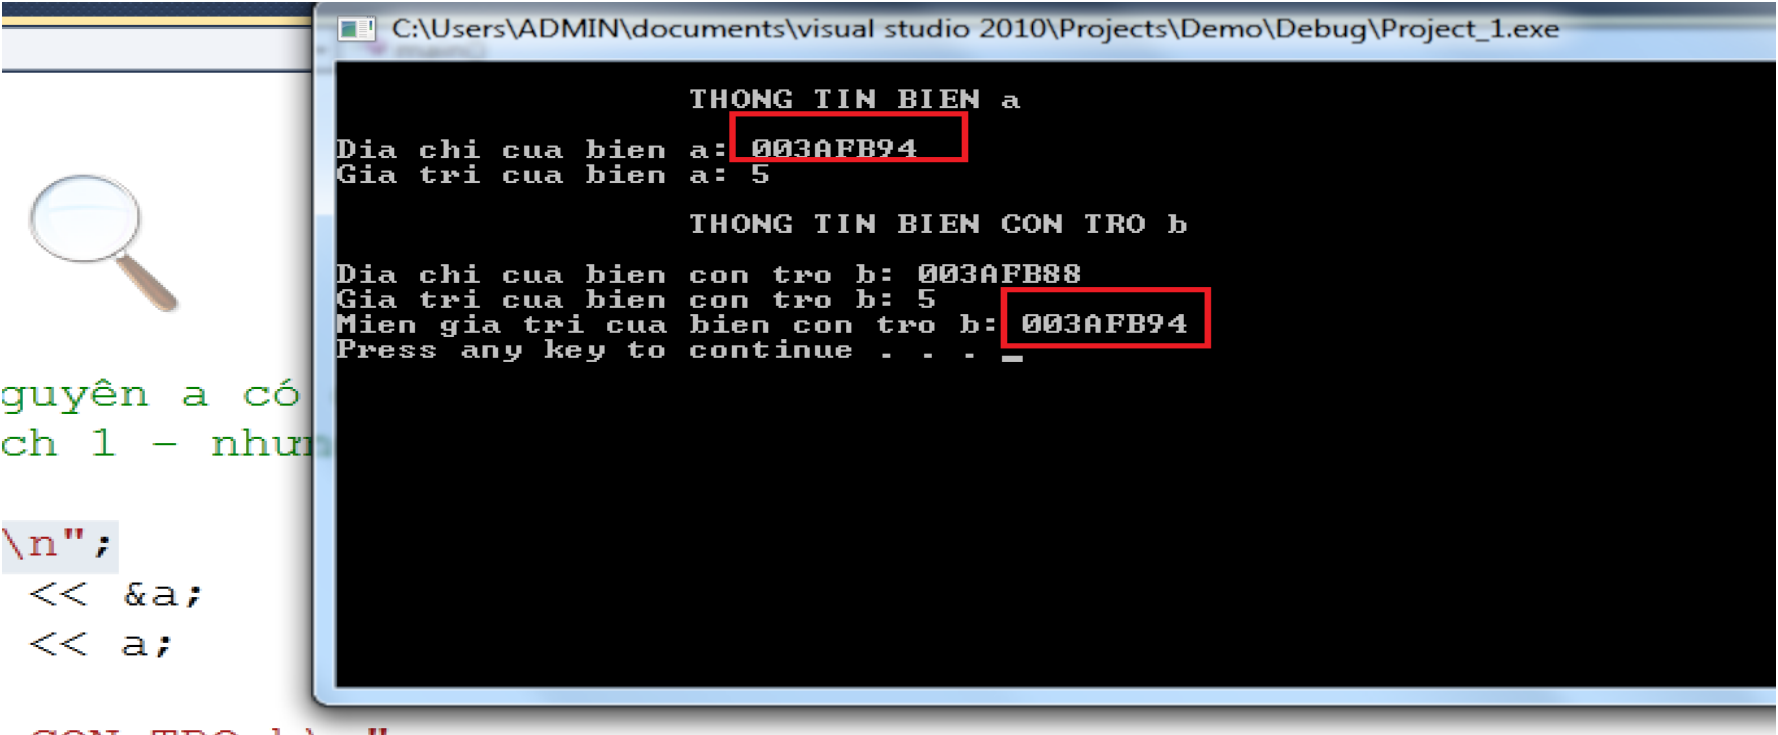 C:\Users\ADMIN\documents\visual studio 2010\Projects\Demo\Debug\Project_1.exe
THONG TIN BIEN a
Dia chi cua bien a: 003AFB94
Gia tri cua bien a: 5
THONG TIN BIEN CON TRO b
Dia chi cua bien con tro b: 003AFB88
Gia tri cua bien con tro b: 5
Mien gia tri cua bien con tro b: 003AFB94
Press any key to continue . . .
guyên a có
ch 1 – nhưn
\n";
<< &a;
<< a;